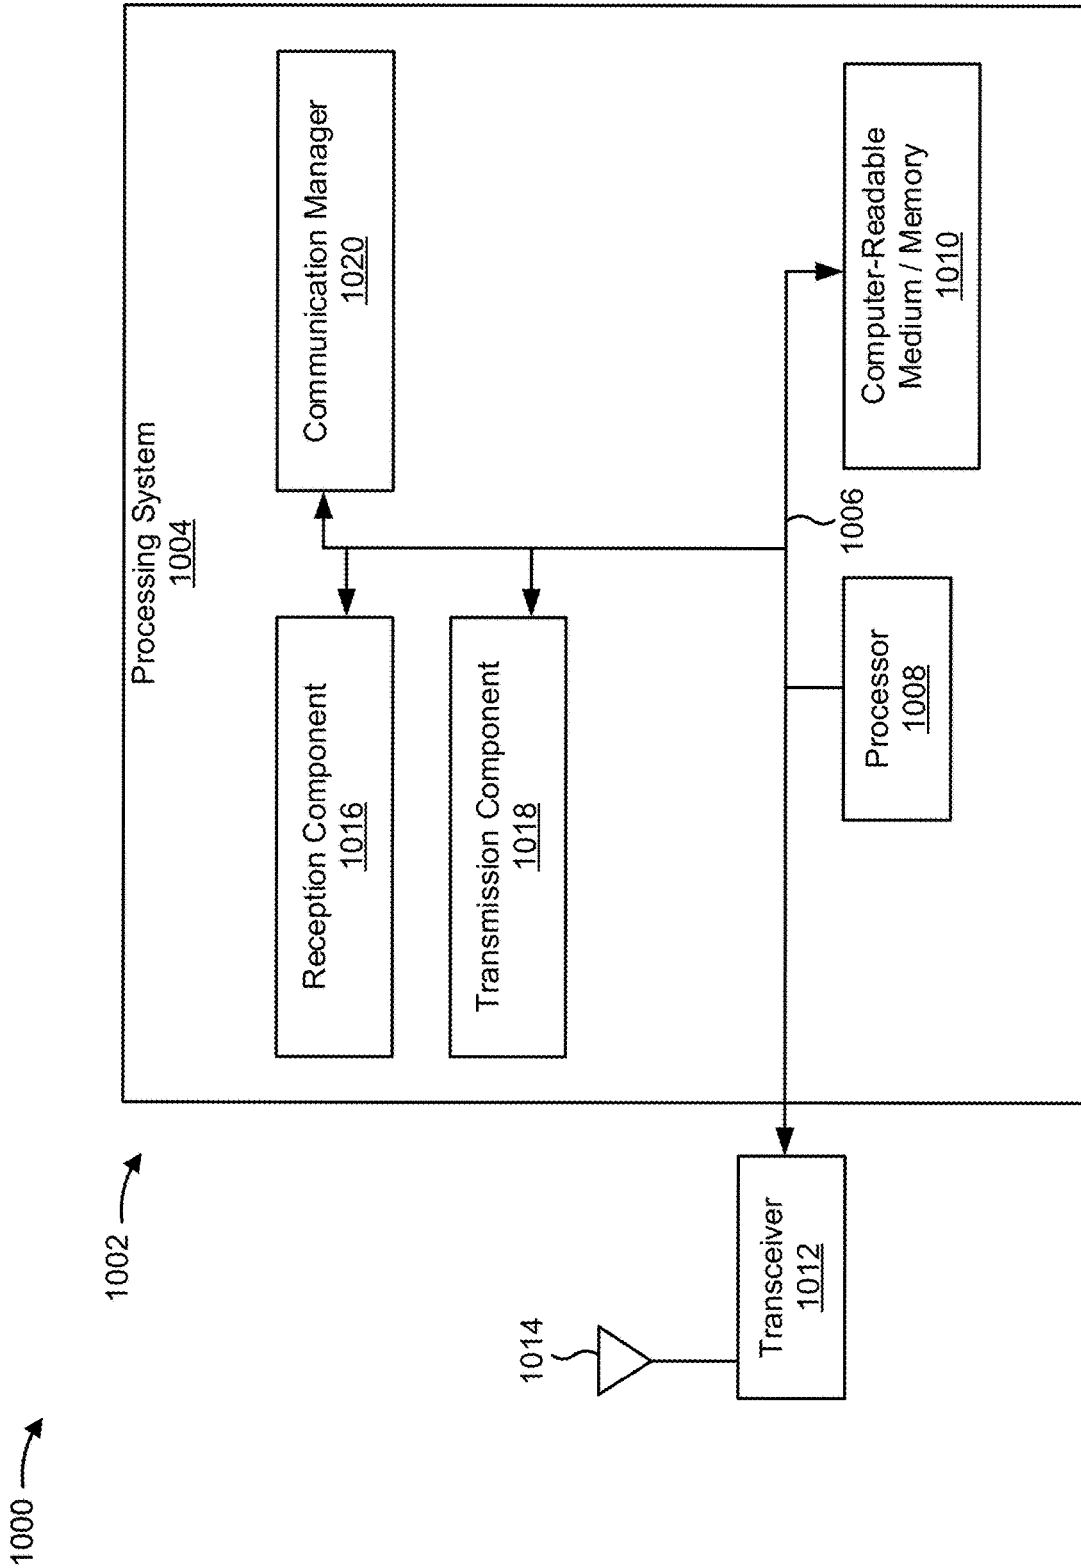 1000
1002
Processing System
1004
Reception Component
1016
Communication Manager
1020
Transmission Component
1018
1014
Transceiver
1012
Processor
1008
1006
Computer-Readable
Medium / Memory
1010